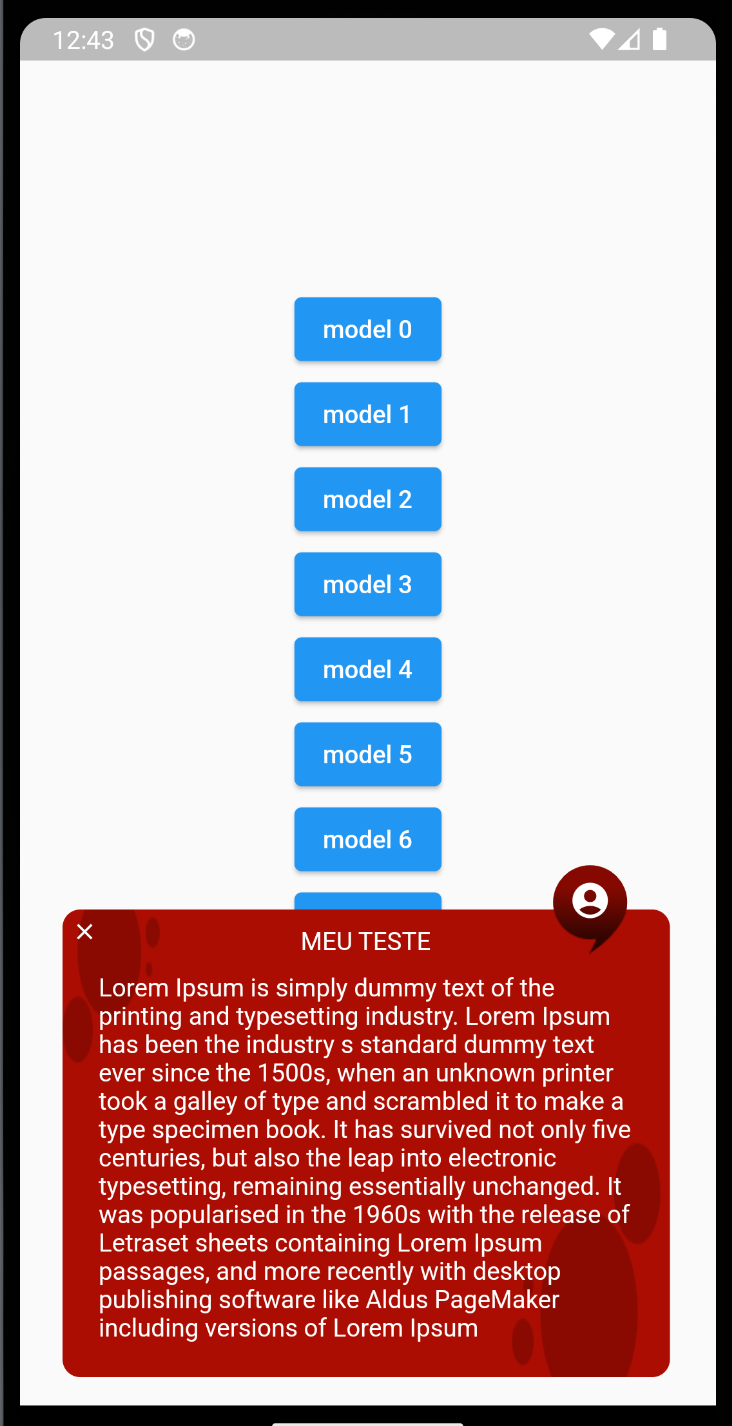 12:43
model 0
model 1
model 2
model 3
model 4
model 5
model 6
MEU TESTE
Lorem Ipsum is simply dummy text of the
printing and typesetting industry. Lorem Ipsum
has been the industry s standard dummy text
ever since the 1500s, when an unknown printer
took a galley of type and scrambled it to make a
type specimen book. It has survived not only five
centuries, but also the leap into electronic
typesetting, remaining essentially unchanged. It
was popularised in the 1960s with the release of
Letraset sheets containing Lorem Ipsum
passages, and more recently with desktop
publishing software like Aldus PageMaker
including versions of Lorem Ipsum